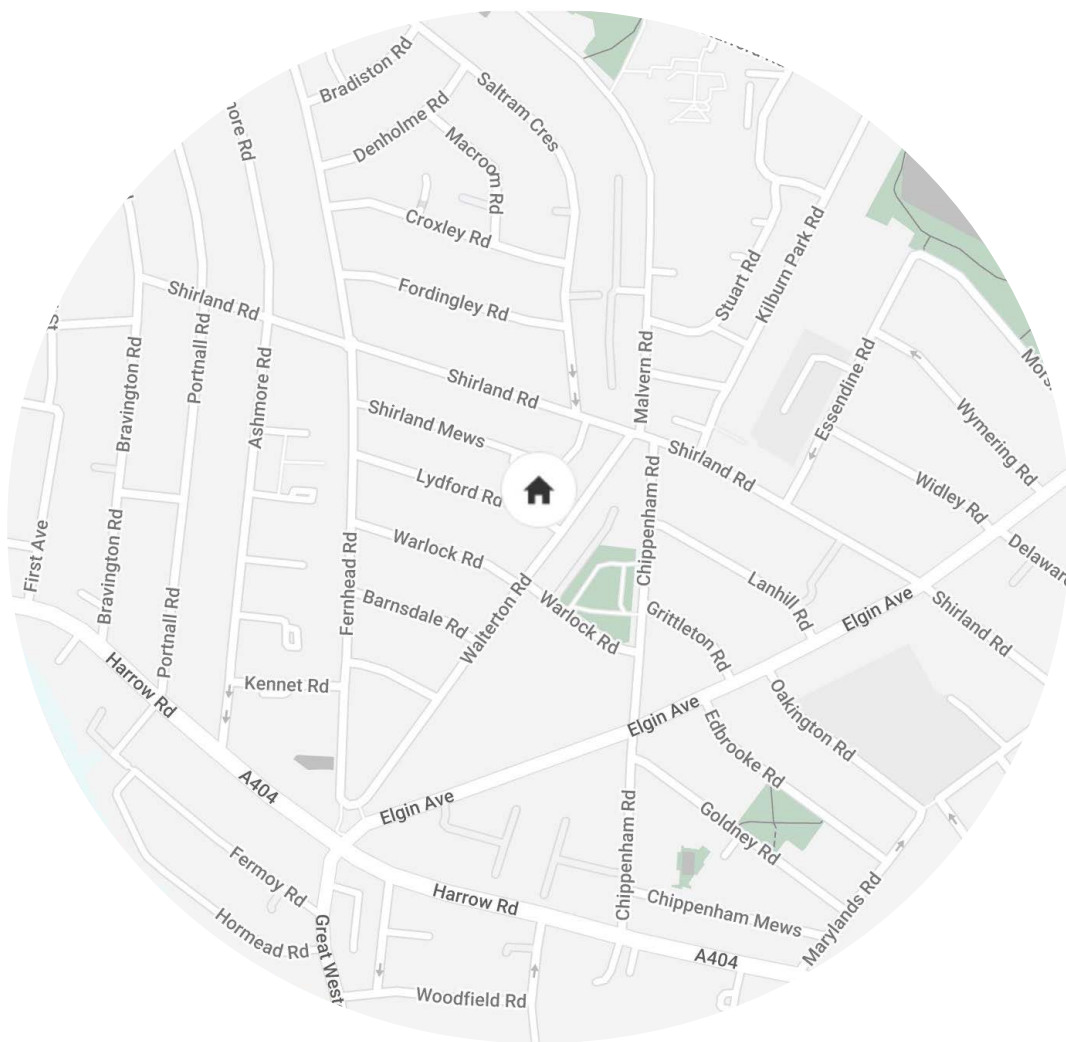 Bradiston Rd
Saltram Cres
Denholme Rd
Macroom Rd
Croxley Rd
Kilburn Park Rd
Stuart Rd
Shirland Rd
Fordingley Rd
Portnall Rd
Malvern Rd
Bravington Rd
Ashmore Rd
Shirland Rd
Essendine Rd
Wymering Rd
Shirland Mews
Shirland Rd
Lydford Rd
Widley Rd
Chippenham Rd
First Ave
Bravington Rd
Fernhead Rd
Warlock Rd
Delaware
Lanhill Rd
Portnall Rd
Barnsdale Rd
Walterton Rd
Warlock Rd
Grittleton Rd
Elgin Ave
Shirland Rd
Harrow Rd
Kennet Rd
Elgin Ave
Oakington Rd
Edbrooke Rd
A404
Elgin Ave
Goldney Rd
Chippenham Rd
Fermoy Rd
Harrow Rd
Chippenham Mews
Marylands Rd
Hormead Rd
Great West
A404
Woodfield Rd